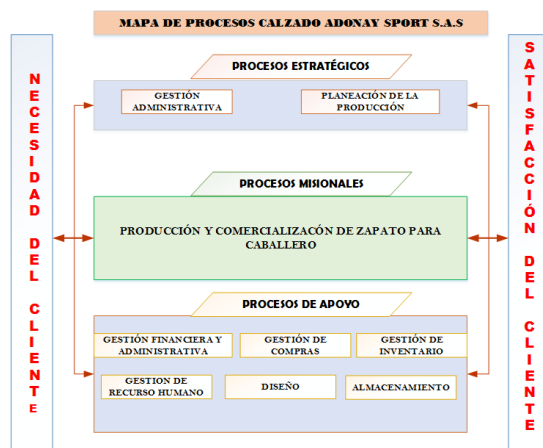 MAPA DE PROCESOS CALZADO ADONAY SPORT S.A.S
NECESIDAD DEL CLIENTE
PROCESOS ESTRATÉGICOS
GESTIÓN
ADMINISTRATIVA
PLANEACIÓN DE LA
PRODUCCIÓN
PROCESOS MISIONALES
PRODUCCIÓN Y COMERCIALIZACÓN DE ZAPATO PARA
CABALLERO
PROCESOS DE APOYO
GESTIÓN FINANCIERA Y
ADMINISTRATIVA
GESTIÓN DE
COMPRAS
GESTIÓN DE
INVENTARIO
GESTION DE
RECURSO HUMANO
DISEÑO
ALMACENAMIENTO
SATISFACCIÓN DEL CLIENTE